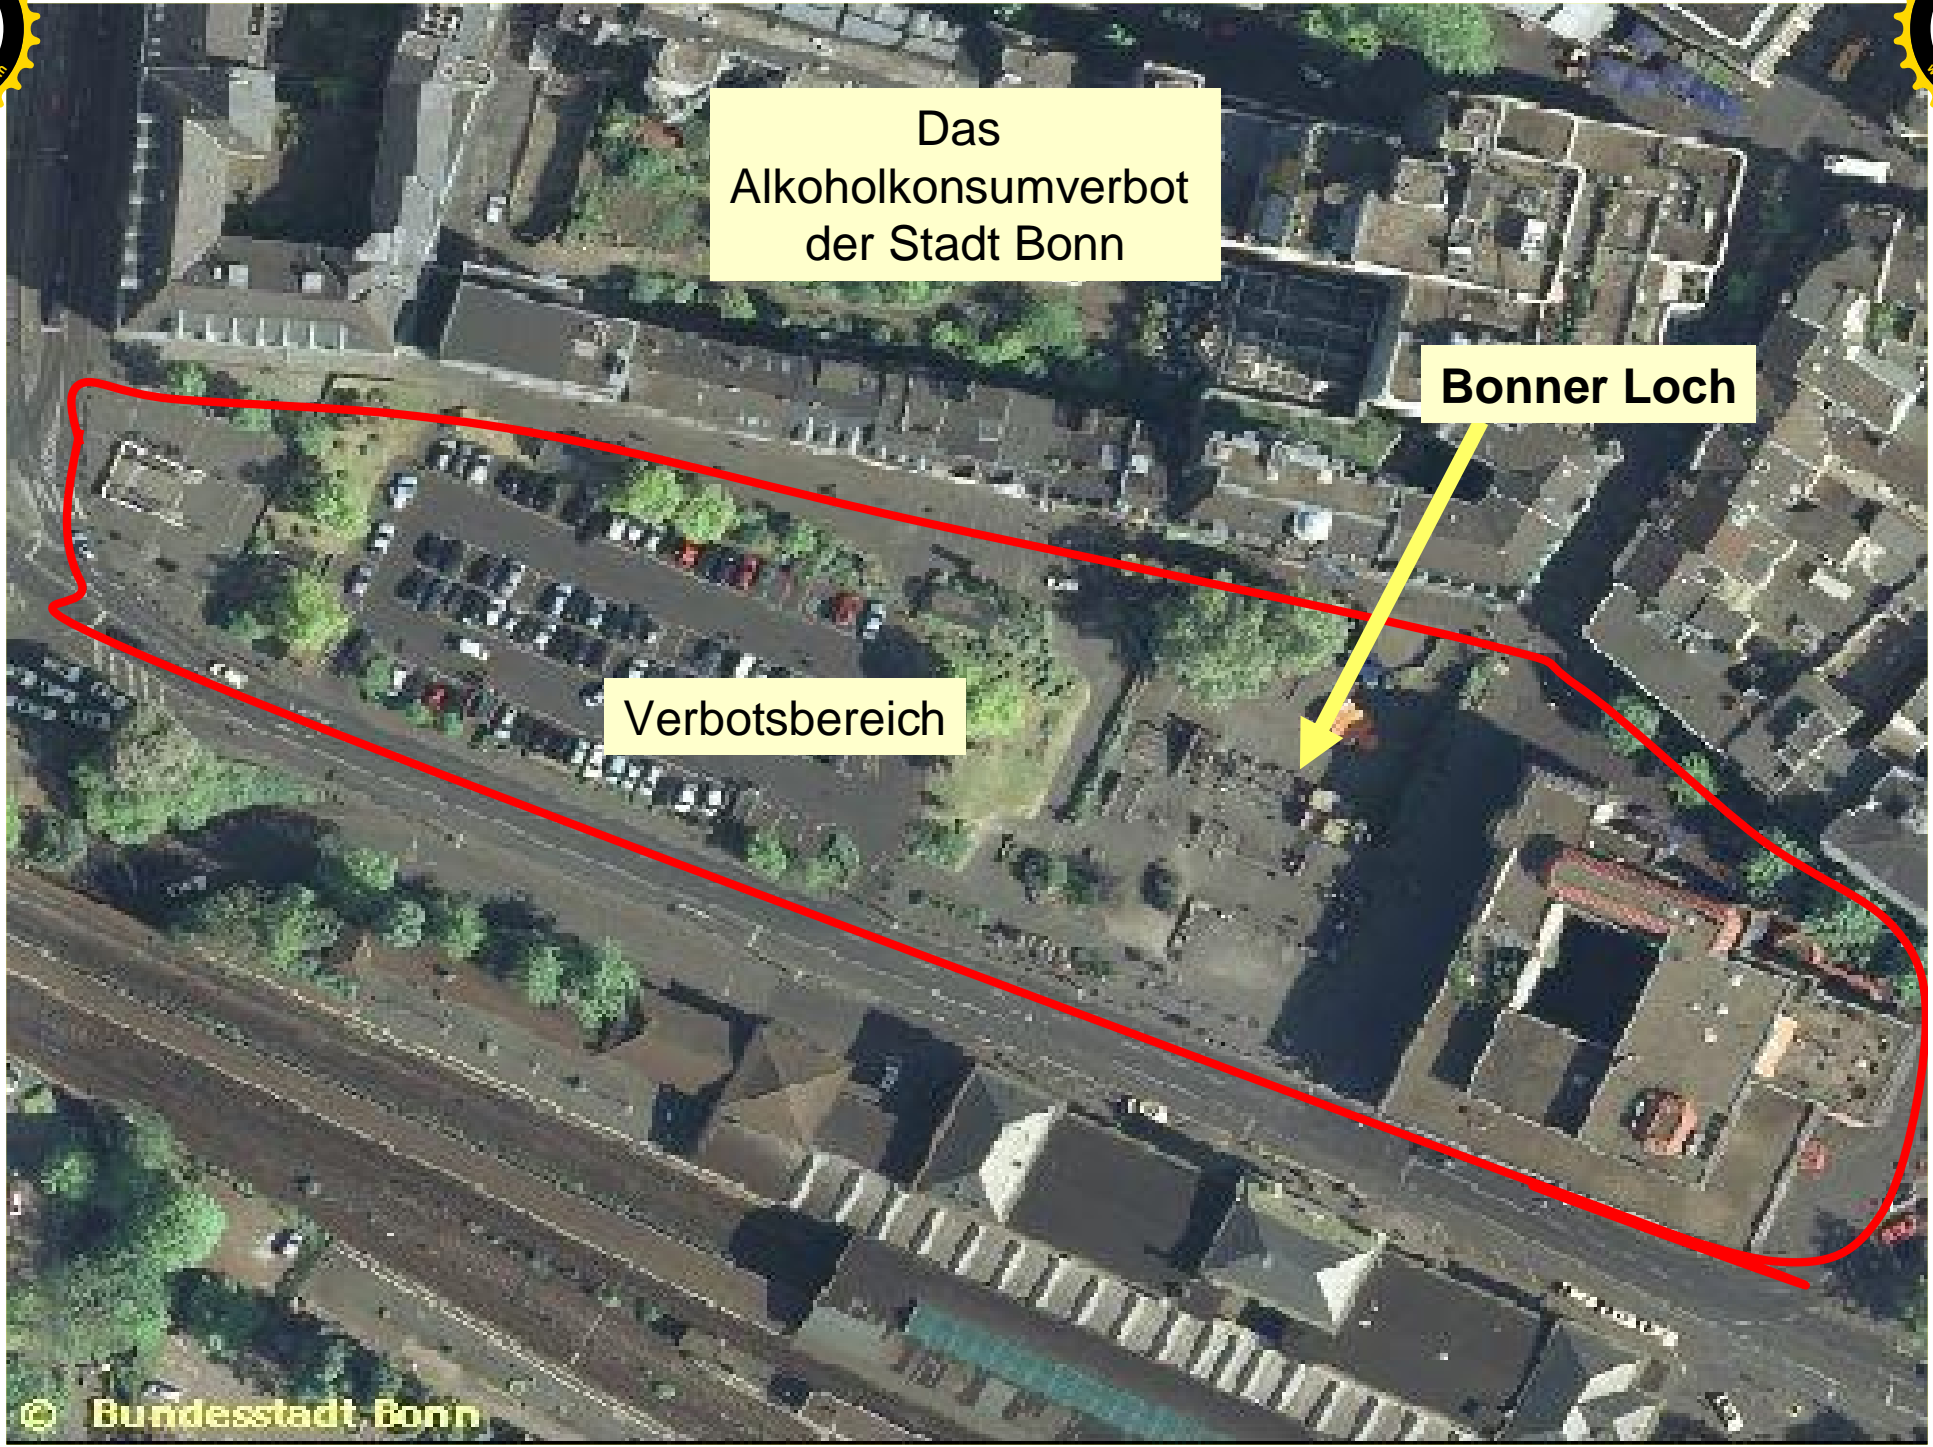 Das
Alkoholkonsumverbot
der Stadt Bonn
Bonner Loch
Verbotsbereich
© Bundesstadt Bonn